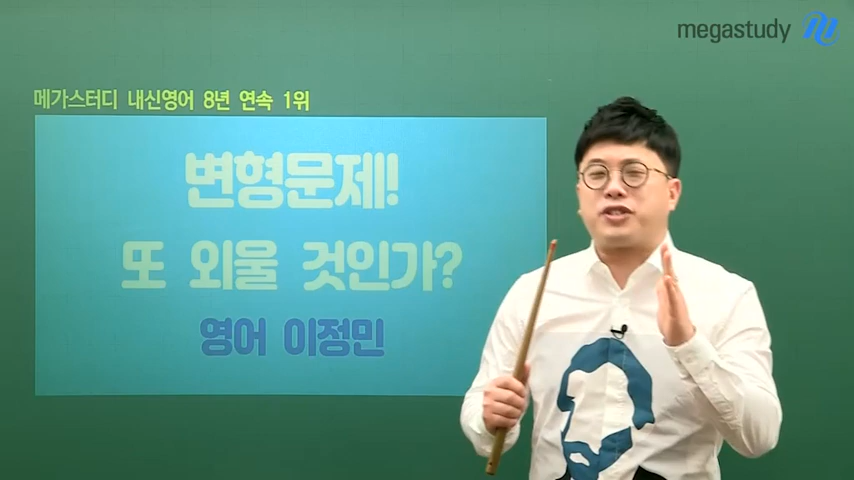 megastudy
메가스터디 내신영어 8년 연속 1위
변형문제!
또 외울 것인가?
영어 이정민